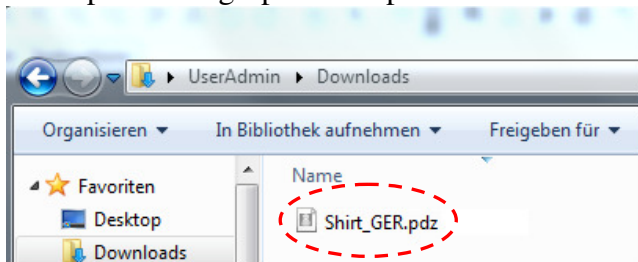 UserAdmin ▸ Downloads
Organisieren ▾ In Bibliothek aufnehmen ▾ Freigeben für ▾
Favoriten Name
Desktop Shirt_GER.pdz
Downloads